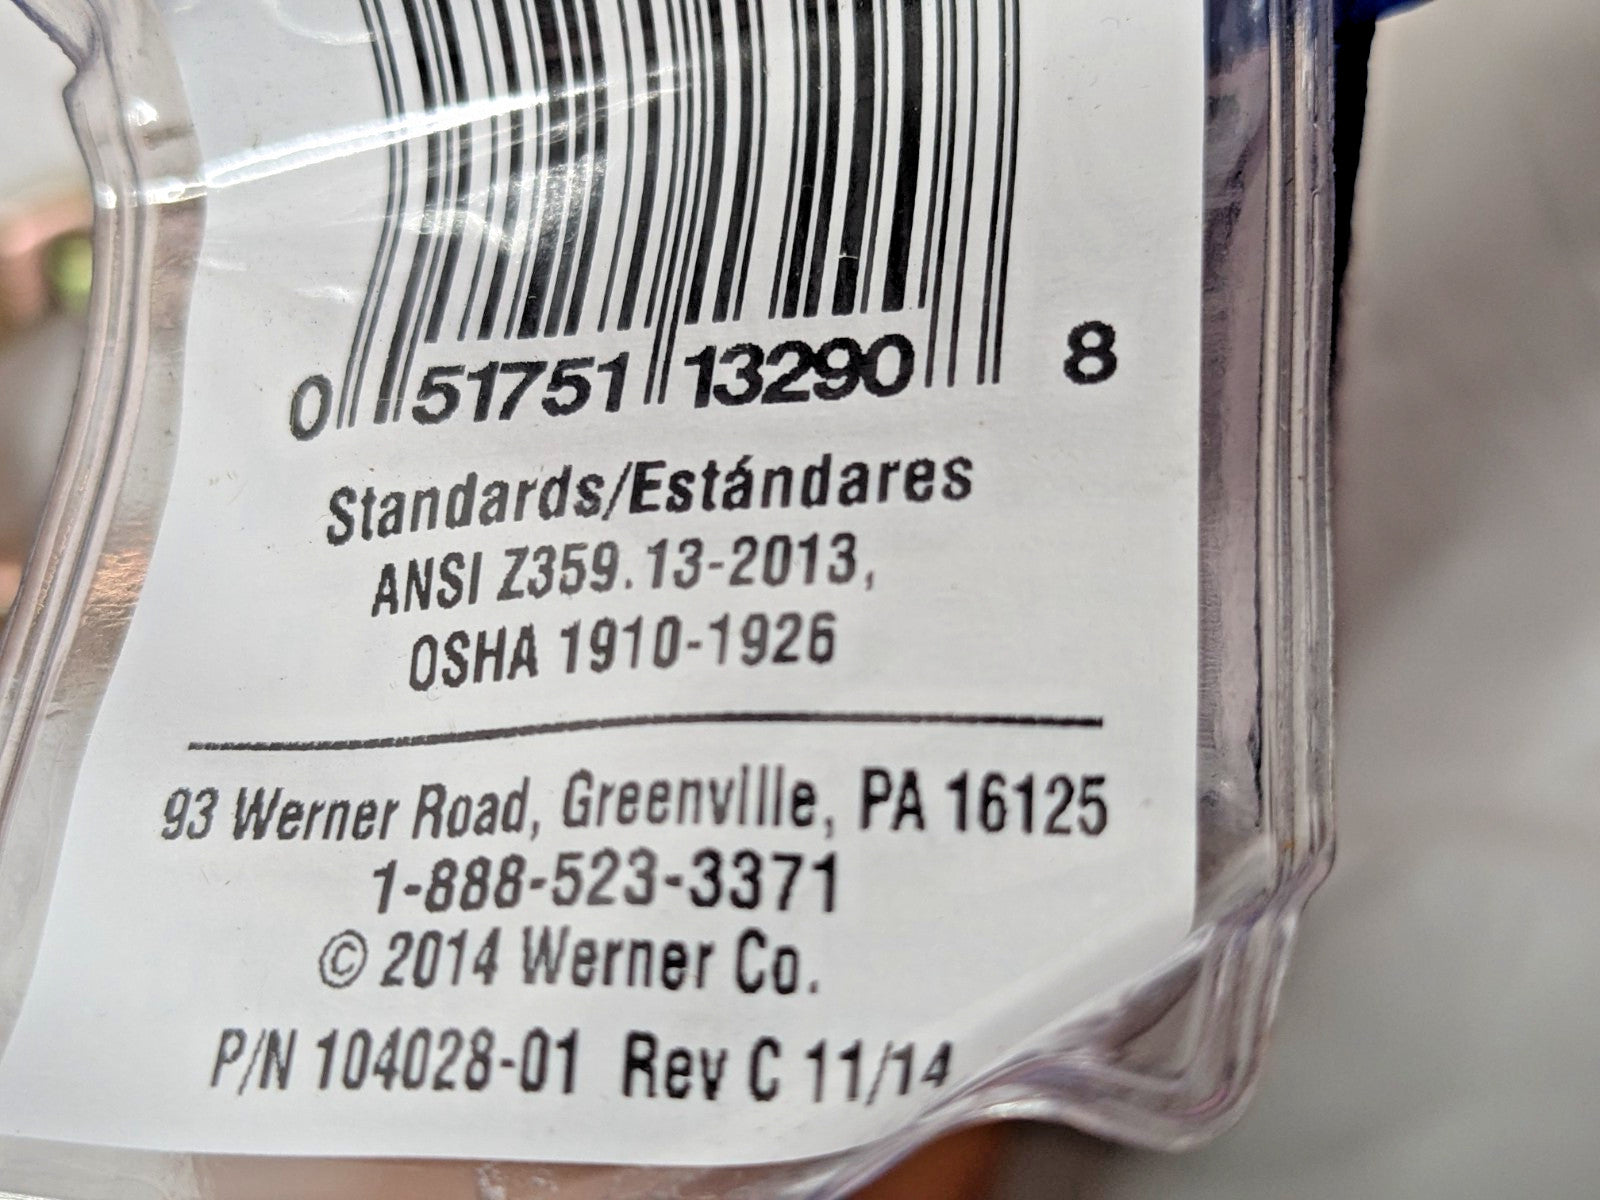 0 51751 13290 8
Standards/Estándares
ANSI Z359.13-2013,
OSHA 1910-1926
93 Werner Road, Greenville, PA 16125
1-888-523-3371
© 2014 Werner Co.
P/N 104028-01 Rev C 11/14